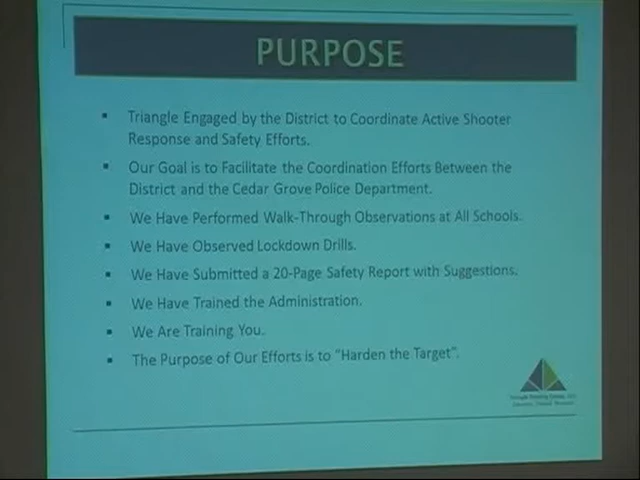 PURPOSE
▪ Triangle Engaged by the District to Coordinate Active Shooter
Response and Safety Efforts.
▪ Our Goal is to Facilitate the Coordination Efforts Between the
District and the Cedar Grove Police Department.
▪ We Have Performed Walk-Through Observations at All Schools.
▪ We Have Observed Lockdown Drills.
▪ We Have Submitted a 20-Page Safety Report with Suggestions.
▪ We Have Trained the Administration.
▪ We Are Training You.
▪ The Purpose of Our Efforts is to "Harden the Target".